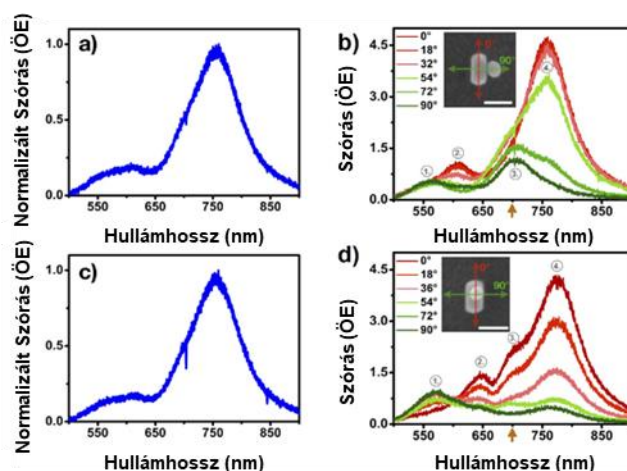 a)
Normalizált Szórás (ÖE)
1.0
0.5
0.0
550 650 750 850
Hullámhossz (nm)
b)
Szórás (ÖE)
4.5
3.0
1.5
0.0
0°
18°
32°
54°
72°
90°
0°
90°
1.
2.
3.
4.
550 650 750 850
Hullámhossz (nm)
c)
Normalizált Szórás (ÖE)
1.0
0.5
0.0
550 650 750 850
Hullámhossz (nm)
d)
Szórás (ÖE)
4.5
3.0
1.5
0.0
0°
18°
36°
54°
72°
90°
0°
90°
1.
2.
3.
4.
550 650 750 850
Hullámhossz (nm)